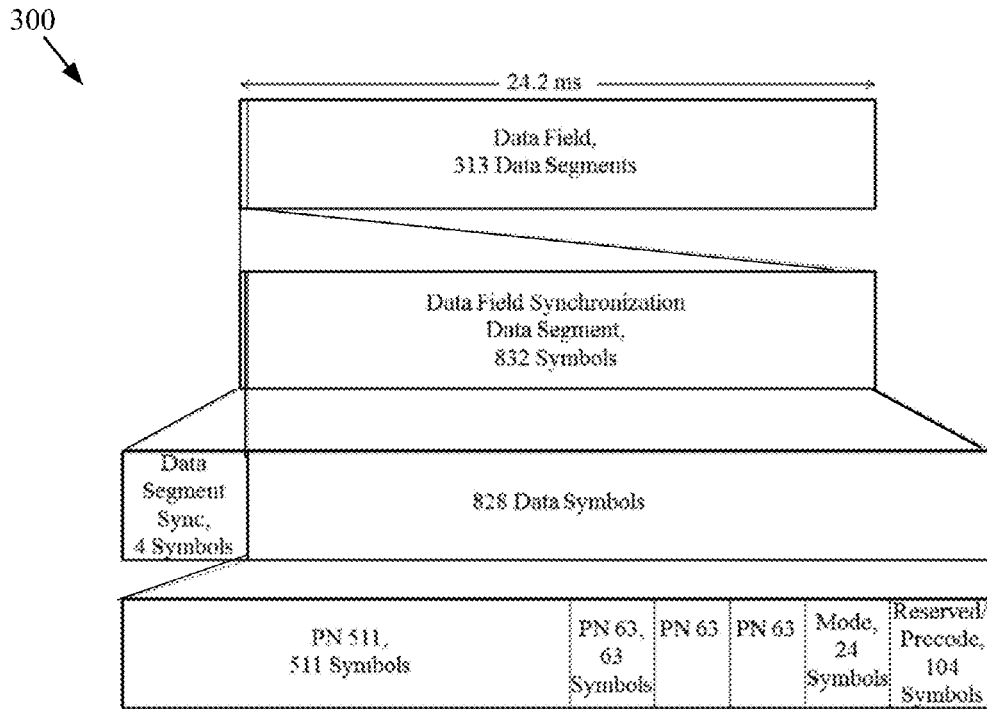 300
24.2 ms
Data Field,
313 Data Segments
Data Field Synchronization
Data Segment,
832 Symbols
Data
Segment
Sync,
4 Symbols
828 Data Symbols
PN 511,
511 Symbols
PN 63,
63
Symbols
PN 63
PN 63
Mode,
24
Symbols
Reserved/
Precode,
104
Symbols